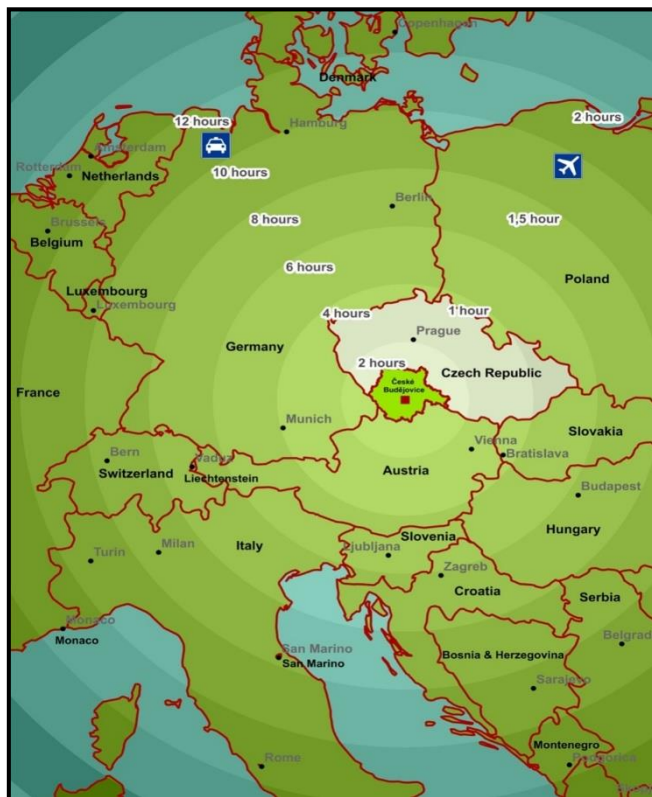 Copenhagen
Denmark
12 hours
2 hours
Hamburg
Amsterdam
Rotterdam
Netherlands
10 hours
Berlin
8 hours
1,5 hour
Brussels
Belgium
6 hours
Poland
Luxembourg
Luxembourg
4 hours
1 hour
Prague
Germany
2 hours
Czech Republic
České
Budějovice
France
Munich
Slovakia
Vienna
Bratislava
Bern
Switzerland
Vaduz
Liechtenstein
Austria
Budapest
Hungary
Slovenia
Ljubljana
Italy
Milan
Turin
Zagreb
Croatia
Serbia
Monaco
Monaco
Belgrad
San Marino
San Marino
Bosnia & Herzegovina
Sarajevo
Montenegro
Podgorica
Rome